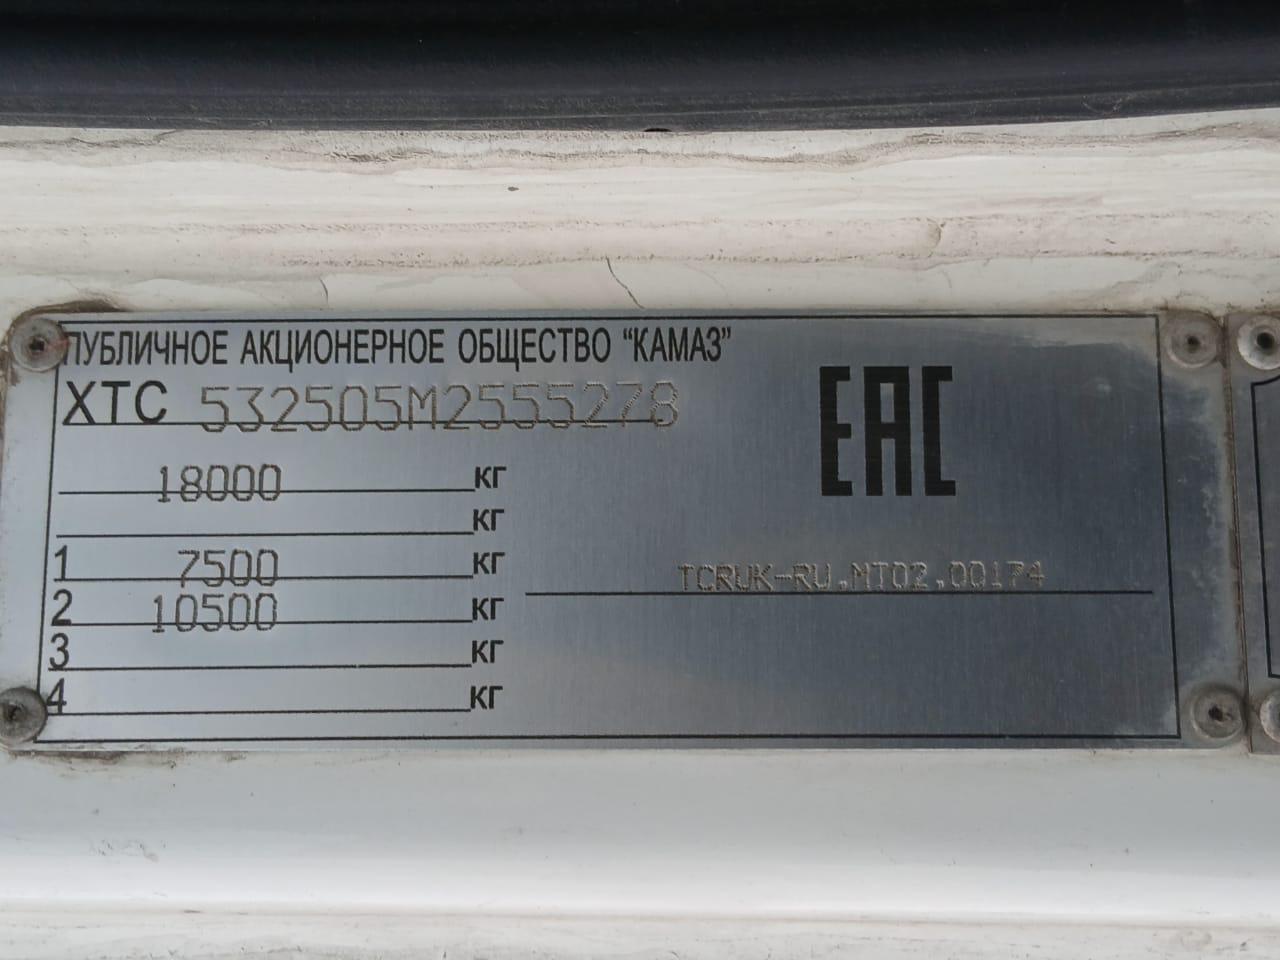 ПУБЛИЧНОЕ АКЦИОНЕРНОЕ ОБЩЕСТВО "КАМАЗ"
XTC 532505M2555278
EAC
18000 кг
кг
1 7500 кг
2 10500 кг
3 кг
4 кг
TCRUK-RU.MT02.00174